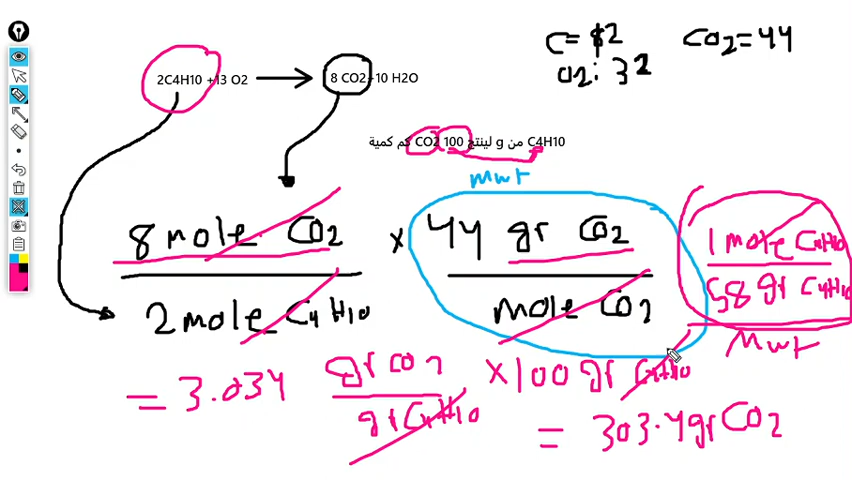 C= 12
CO2=44
O2: 32
2C4H10 +13 O2 → 8 CO2+10 H2O
كم كمية CO2 لينتج g 100 من C4H10
Mwt
8 mole CO2
2 mole C4H10
×
44 gr CO2
mole CO2
1 mole C4H10
58 gr C4H10
Mwt
= 3.034 gr CO2
gr C4H10
×100 gr C4H10
= 303.4 gr CO2